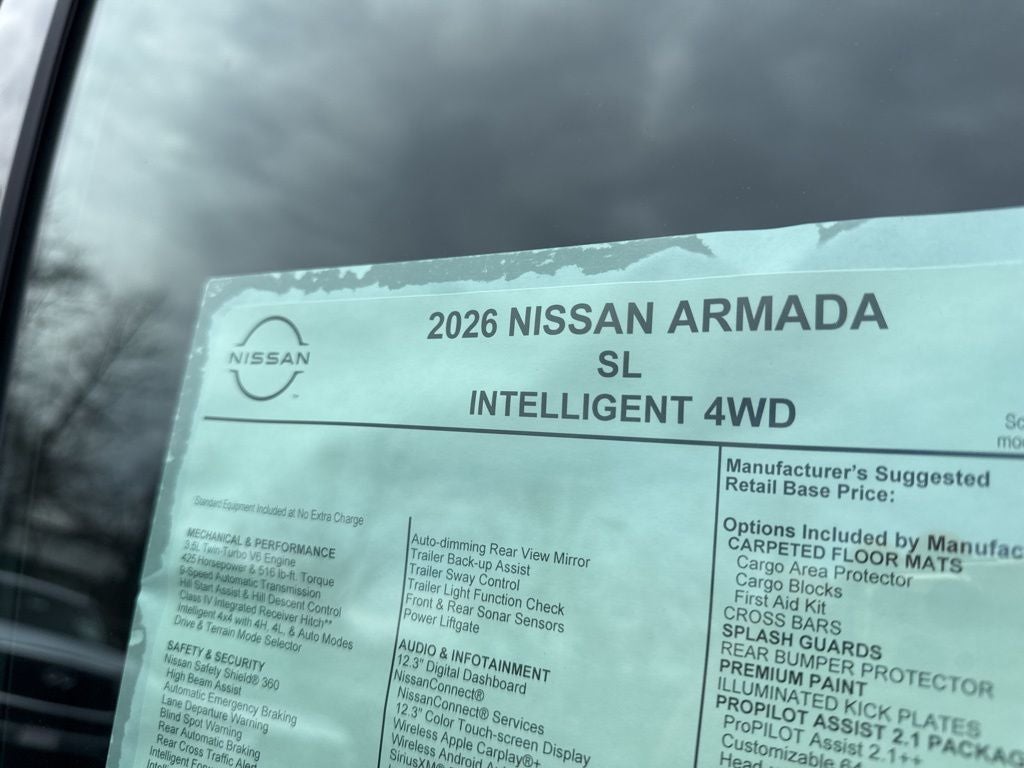 NISSAN
2026 NISSAN ARMADA
SL
INTELLIGENT 4WD
Standard Equipment Included at No Extra Charge
MECHANICAL & PERFORMANCE
3.5L Twin-Turbo V6 Engine
425 Horsepower & 516 lb-ft. Torque
9-Speed Automatic Transmission
Hill Start Assist & Hill Descent Control
Class IV Integrated Receiver Hitch**
Intelligent 4x4 with 4H, 4L, & Auto Modes
Drive & Terrain Mode Selector
SAFETY & SECURITY
Nissan Safety Shield® 360
High Beam Assist
Automatic Emergency Braking
Lane Departure Warning
Blind Spot Warning
Rear Automatic Braking
Rear Cross Traffic Alert
Intelligent
Auto-dimming Rear View Mirror
Trailer Back-up Assist
Trailer Sway Control
Trailer Light Function Check
Front & Rear Sonar Sensors
Power Liftgate
AUDIO & INFOTAINMENT
12.3" Digital Dashboard
NissanConnect®
NissanConnect® Services
12.3" Color Touch-screen Display
Wireless Apple Carplay®+
Wireless Android
SiriusXM®
Manufacturer's Suggested
Retail Base Price:
Options Included by Manufac
CARPETED FLOOR MATS
Cargo Area Protector
Cargo Blocks
First Aid Kit
CROSS BARS
SPLASH GUARDS
REAR BUMPER PROTECTOR
PREMIUM PAINT
ILLUMINATED KICK PLATES
PROPILOT ASSIST 2.1 PACKAG
ProPILOT Assist 2.1++
Customizable 64